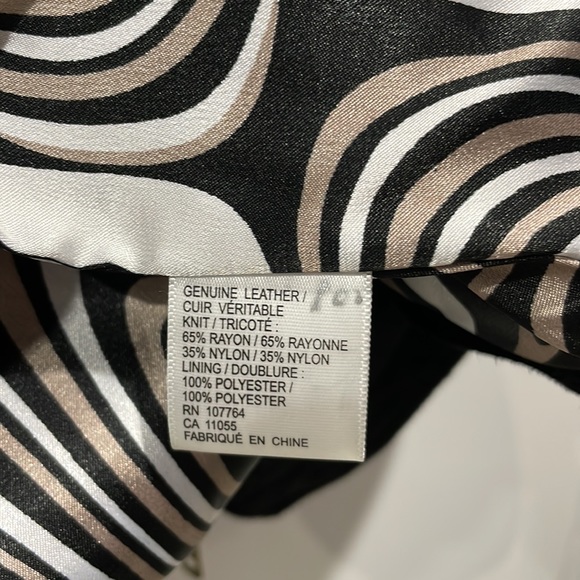 GENUINE LEATHER /
CUIR VÉRITABLE
KNIT / TRICOTÉ :
65% RAYON / 65% RAYONNE
35% NYLON / 35% NYLON
LINING / DOUBLURE :
100% POLYESTER /
100% POLYESTER
RN 107764
CA 11055
FABRIQUÉ EN CHINE